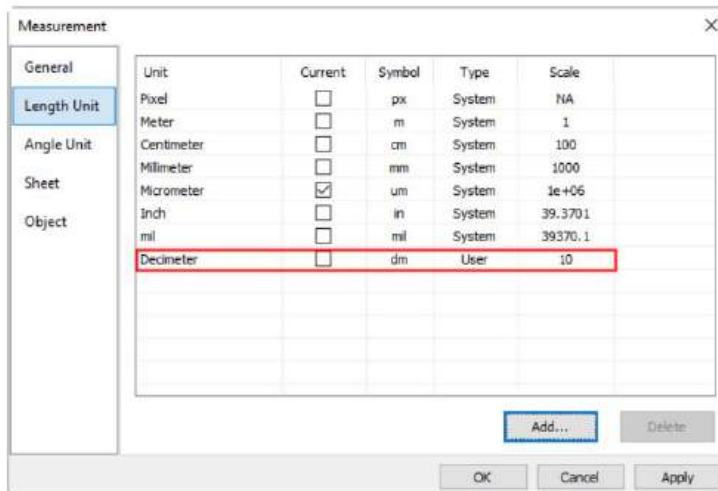 Measurement
General
Length Unit
Angle Unit
Sheet
Object
Unit Current Symbol Type Scale
Pixel px System NA
Meter m System 1
Centimeter cm System 100
Millimeter mm System 1000
Micrometer um System 1e+06
Inch in System 39.3701
mil mil System 39370.1
Decimeter dm User 10
Add... Delete
OK Cancel Apply